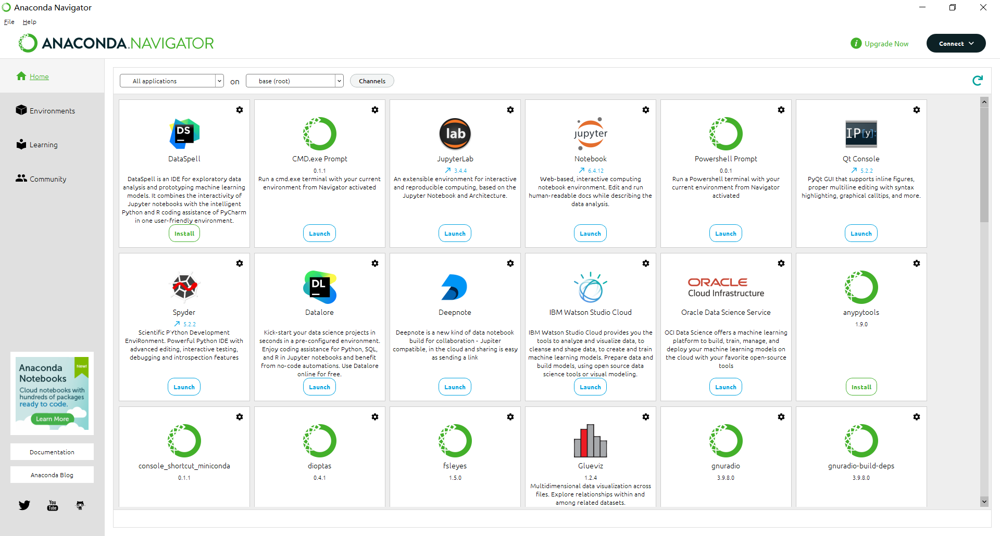 Anaconda Navigator
File Help
ANACONDA.NAVIGATOR
Upgrade Now
Connect
Home
Environments
Learning
Community
Anaconda
Notebooks
New!
Cloud notebooks with
hundreds of packages
ready to code.
Learn More
Documentation
Anaconda Blog
You
Tube
All applications on base (root) Channels
DS
DataSpell
DataSpell is an IDE for exploratory data
analysis and prototyping machine learning
models. It combines the interactivity of
Jupyter notebooks with the intelligent
Python and R coding assistance of PyCharm
in one user-friendly environment.
Install
CMD.exe Prompt
0.1.1
Run a cmd.exe terminal with your current
environment from Navigator activated
Launch
lab
JupyterLab
3.4.4
An extensible environment for interactive
and reproducible computing, based on the
Jupyter Notebook and Architecture.
Launch
jupyter
Notebook
6.4.12
Web-based, interactive computing
notebook environment. Edit and run
human-readable docs while describing the
data analysis.
Launch
Powershell Prompt
0.0.1
Run a Powershell terminal with your
current environment from Navigator
activated
Launch
IP[y]:
Qt Console
5.2.2
PyQt GUI that supports inline figures,
proper multiline editing with syntax
highlighting, graphical calltips, and more.
Launch
Spyder
5.2.2
Scientific PYthon Development
EnviRonment. Powerful Python IDE with
advanced editing, interactive testing,
debugging and introspection features
Launch
DL
Datalore
Kick-start your data science projects in
seconds in a pre-configured environment.
Enjoy coding assistance for Python, SQL,
and R in Jupyter notebooks and benefit
from no-code automations. Use Datalore
online for free.
Launch
Deepnote
Deepnote is a new kind of data notebook
build for collaboration - Jupiter
compatible, in the cloud and sharing is easy
as sending a link
Launch
IBM Watson Studio Cloud
IBM Watson Studio Cloud provides you the
tools to analyze and visualize data, to
cleanse and shape data, to create and train
machine learning models. Prepare data and
build models, using open source data
science tools or visual modeling.
Launch
ORACLE
Cloud Infrastructure
Oracle Data Science Service
OCI Data Science offers a machine learning
platform to build, train, manage, and
deploy your machine learning models on
the cloud with your favorite open-source
tools
Launch
anypytools
1.9.0
Install
console_shortcut_miniconda
0.1.1
dioptas
0.4.1
fsleyes
1.5.0
Glueviz
1.2.4
Multidimensional data visualization across
files. Explore relationships within and
among related datasets.
gnuradio
3.9.8.0
gnuradio-build-deps
3.9.8.0